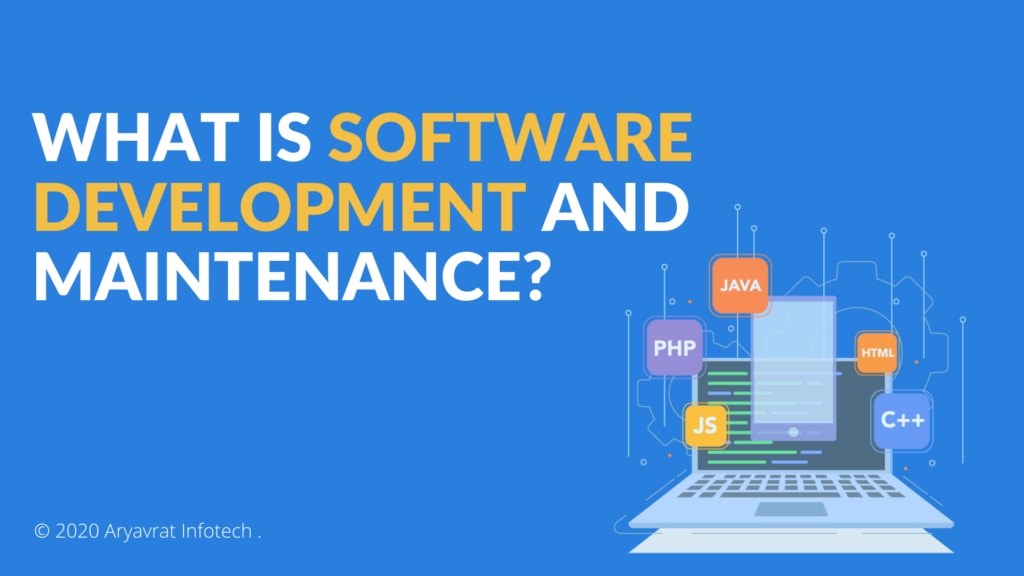 WHAT IS SOFTWARE
DEVELOPMENT AND
MAINTENANCE?
JAVA
PHP
HTML
JS
C++
© 2020 Aryavrat Infotech .